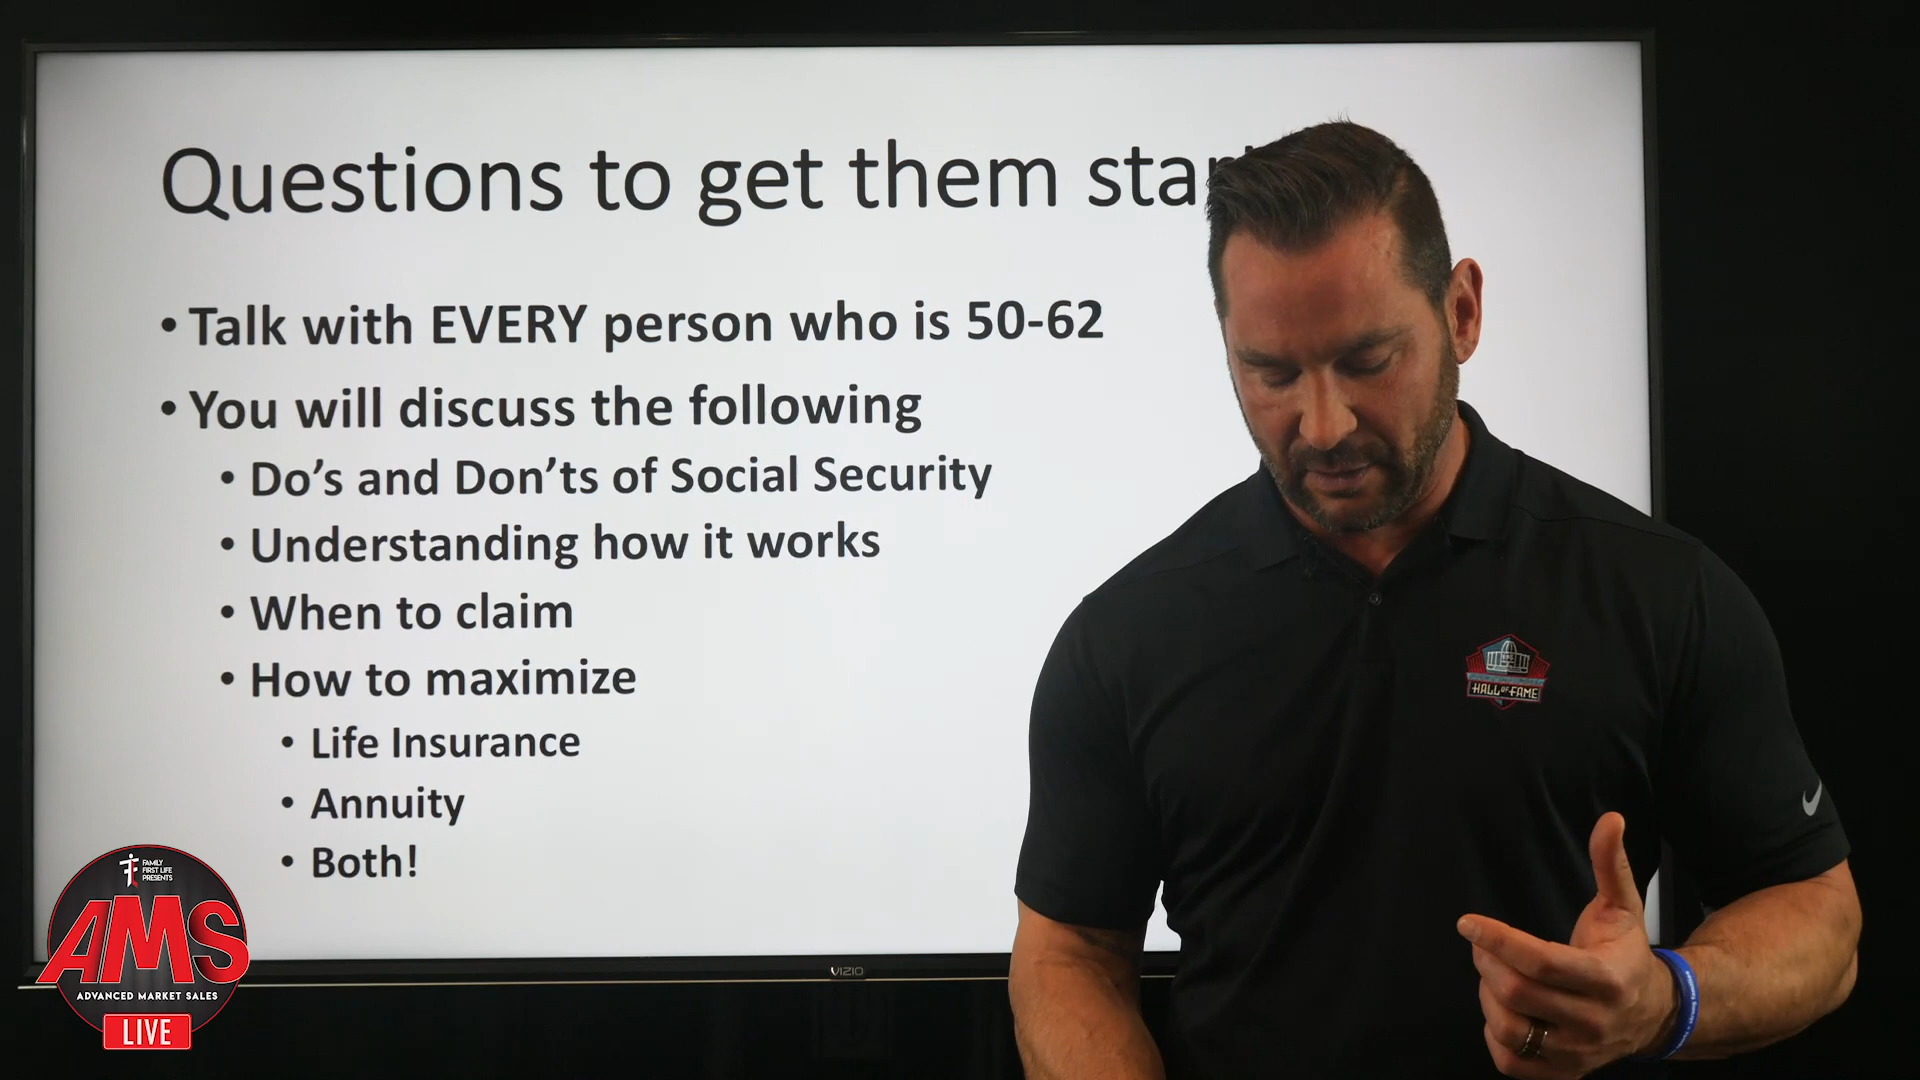 Questions to get them star
• Talk with EVERY person who is 50-62
• You will discuss the following
• Do’s and Don’ts of Social Security
• Understanding how it works
• When to claim
• How to maximize
• Life Insurance
• Annuity
• Both!
HALL OF FAME
VIZIO
FAMILY
FIRST LIFE
PRESENTS
AMS
ADVANCED MARKET SALES
LIVE